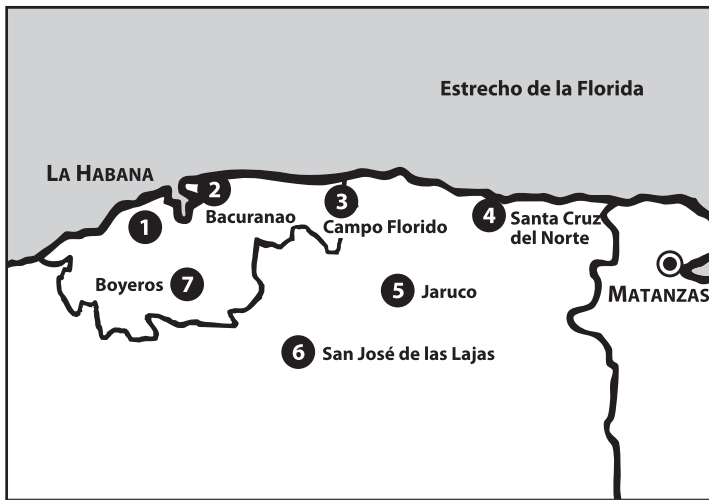 Estrecho de la Florida
LA HABANA
2
Bacuranao
3
Campo Florido
4
Santa Cruz
del Norte
1
Boyeros 7
5 Jaruco
MATANZAS
6 San José de las Lajas